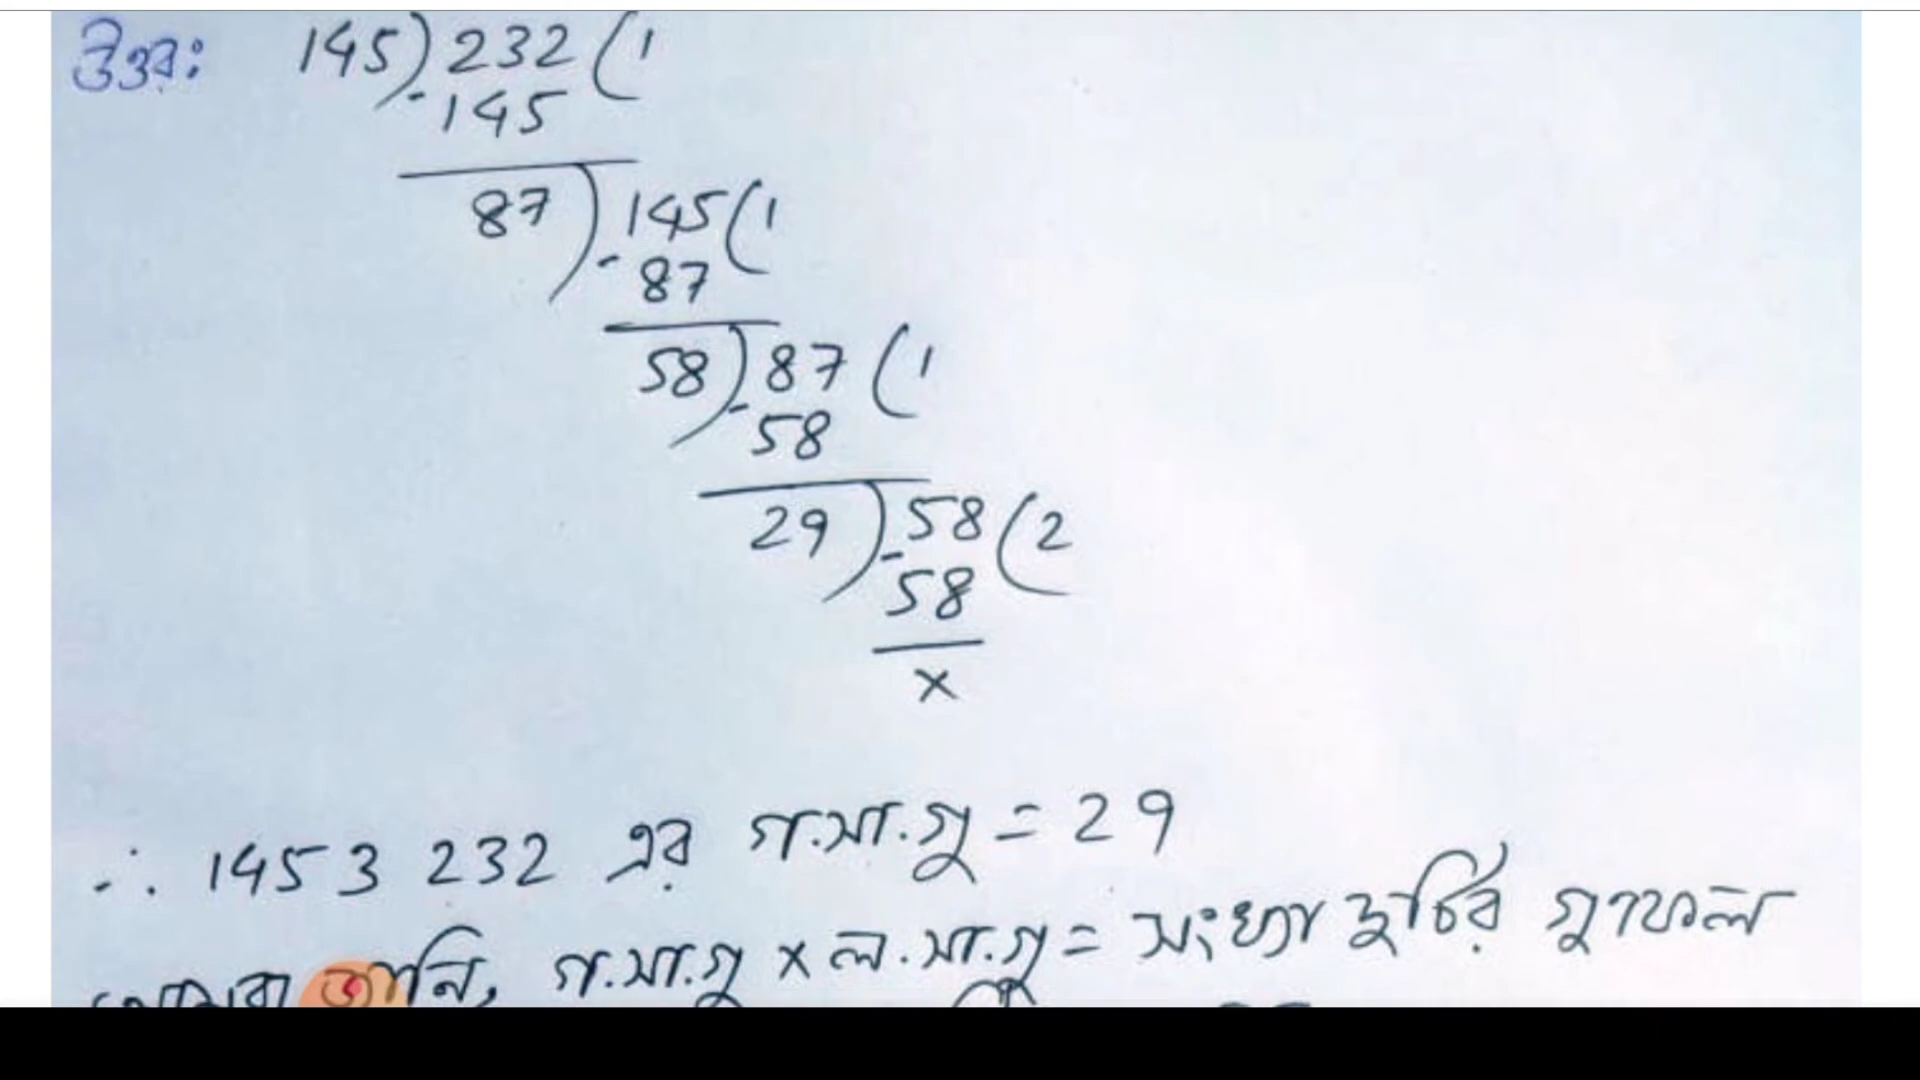 উত্তর: 145) 232 (1
-145
87) 145 (1
-87
58) 87 (1
-58
29) 58 (2
-58
×
∴ 145 ও 232 এর গ.সা.গু = 29
আমরা জানি, গ.সা.গু × ল.সা.গু = সংখ্যা দুটির গুণফল